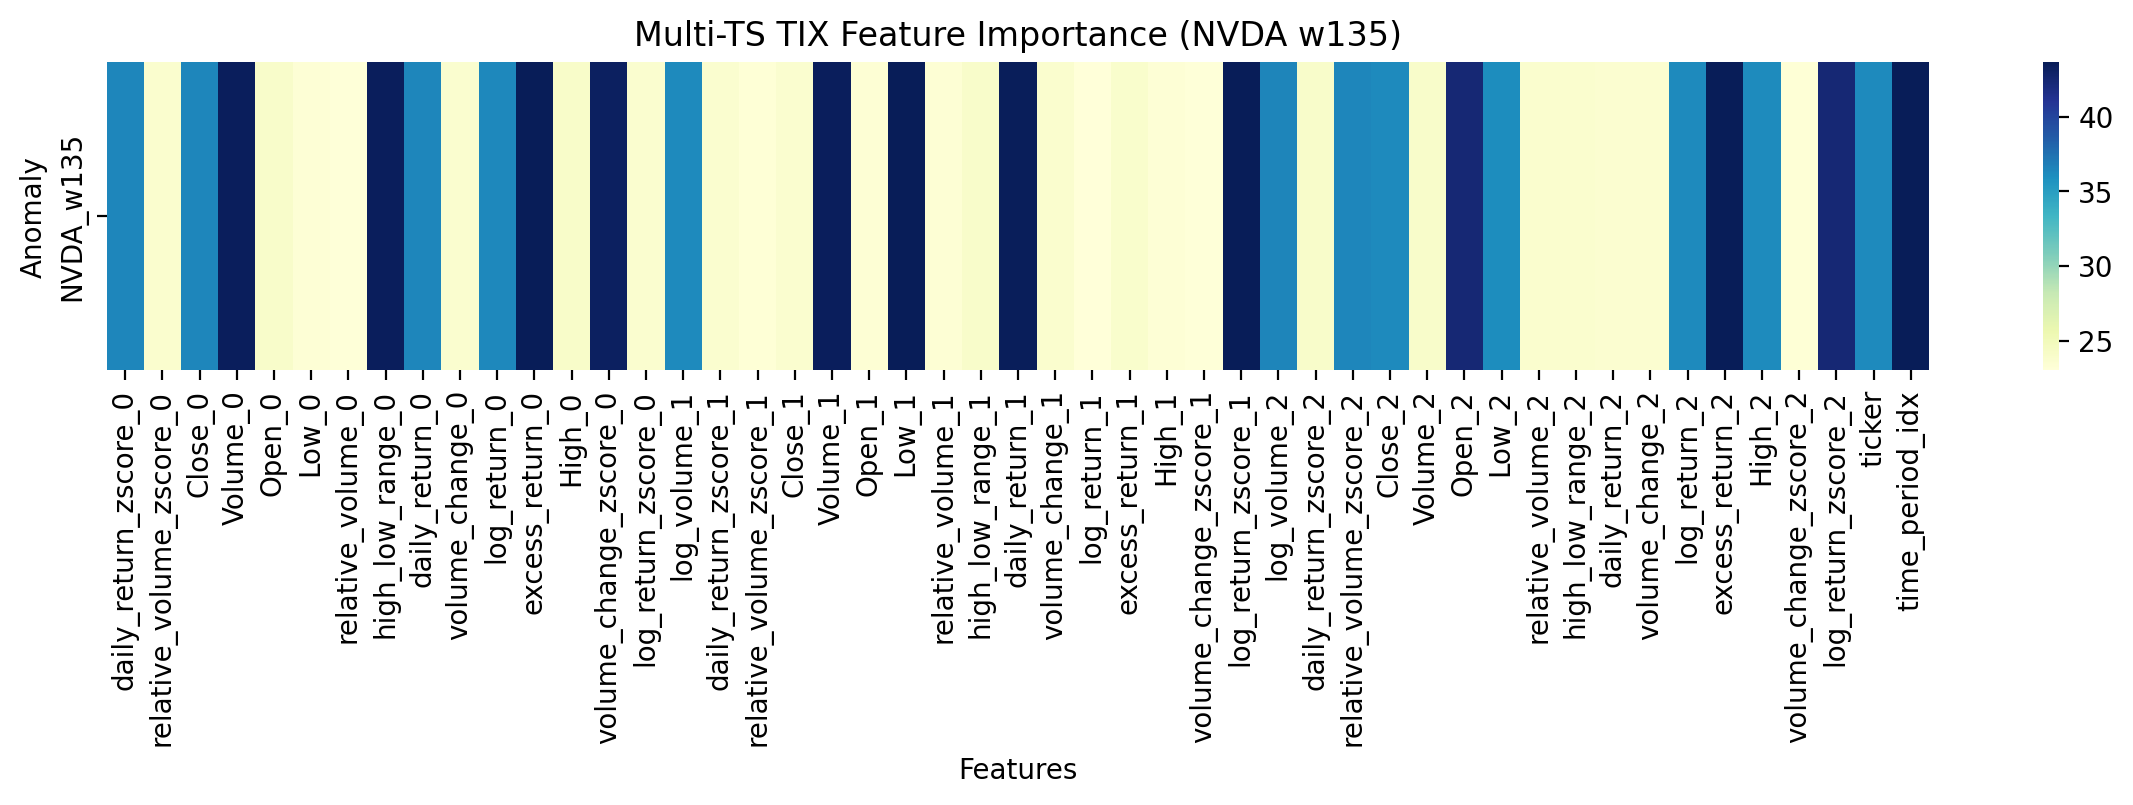 Multi-TS TIX Feature Importance (NVDA w135)
Anomaly
NVDA_w135
40
35
30
25
daily_return_zscore_0
relative_volume_zscore_0
Close_0
Volume_0
Open_0
Low_0
relative_volume_0
high_low_range_0
daily_return_0
volume_change_0
log_return_0
excess_return_0
High_0
volume_change_zscore_0
log_return_zscore_0
log_volume_1
daily_return_zscore_1
relative_volume_zscore_1
Close_1
Volume_1
Open_1
Low_1
relative_volume_1
high_low_range_1
daily_return_1
volume_change_1
log_return_1
excess_return_1
High_1
volume_change_zscore_1
log_return_zscore_1
log_volume_2
daily_return_zscore_2
relative_volume_zscore_2
Close_2
Volume_2
Open_2
Low_2
relative_volume_2
high_low_range_2
daily_return_2
volume_change_2
log_return_2
excess_return_2
High_2
volume_change_zscore_2
log_return_zscore_2
ticker
time_period_idx
Features